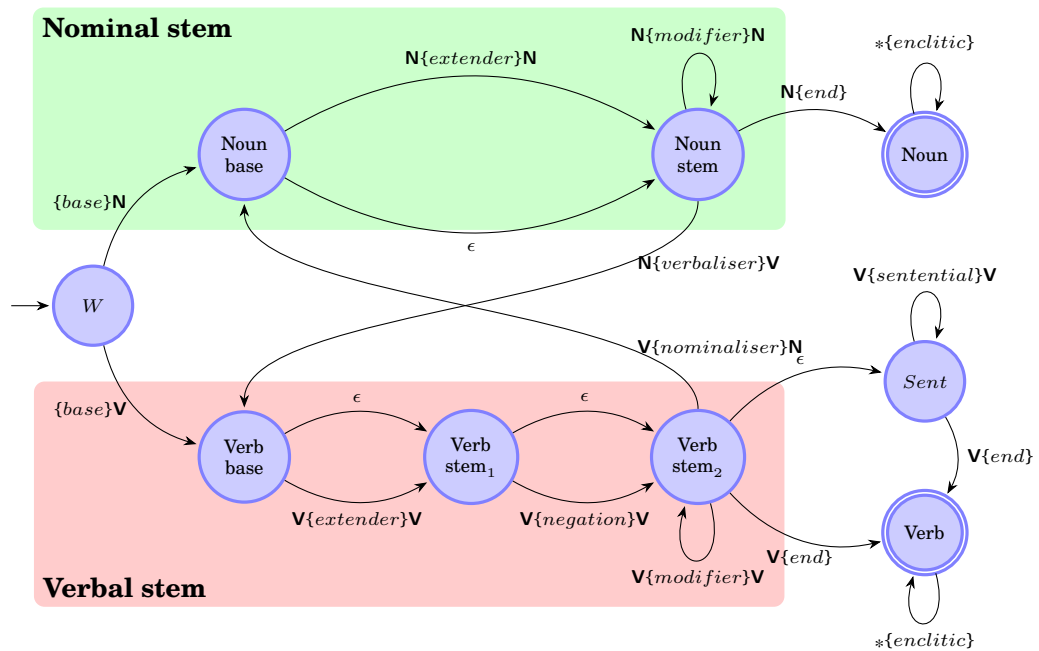 Nominal stem
N{modifier}N
*{enclitic}
N{extender}N
N{end}
Noun
base
Noun
stem
Noun
{base}N
ϵ
N{verbaliser}V
V{sentential}V
W
V{nominaliser}N
ϵ
Sent
{base}V
ϵ
ϵ
Verb
base
Verb
stem₁
Verb
stem₂
V{end}
V{extender}V
V{negation}V
Verb
V{end}
V{modifier}V
Verbal stem
*{enclitic}